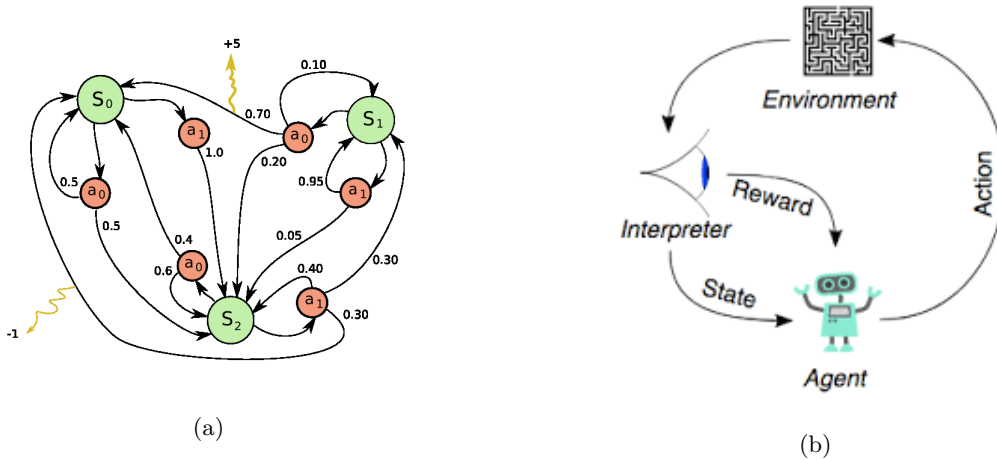 +5
0.10
S0
S1
0.70
a0
a1
1.0
0.20
0.5
a0
0.95
a1
0.5
0.05
0.4
0.30
a0
0.6
0.40
a1
S2
0.30
-1
(a)
Environment
Reward
Interpreter
Action
State
Agent
(b)